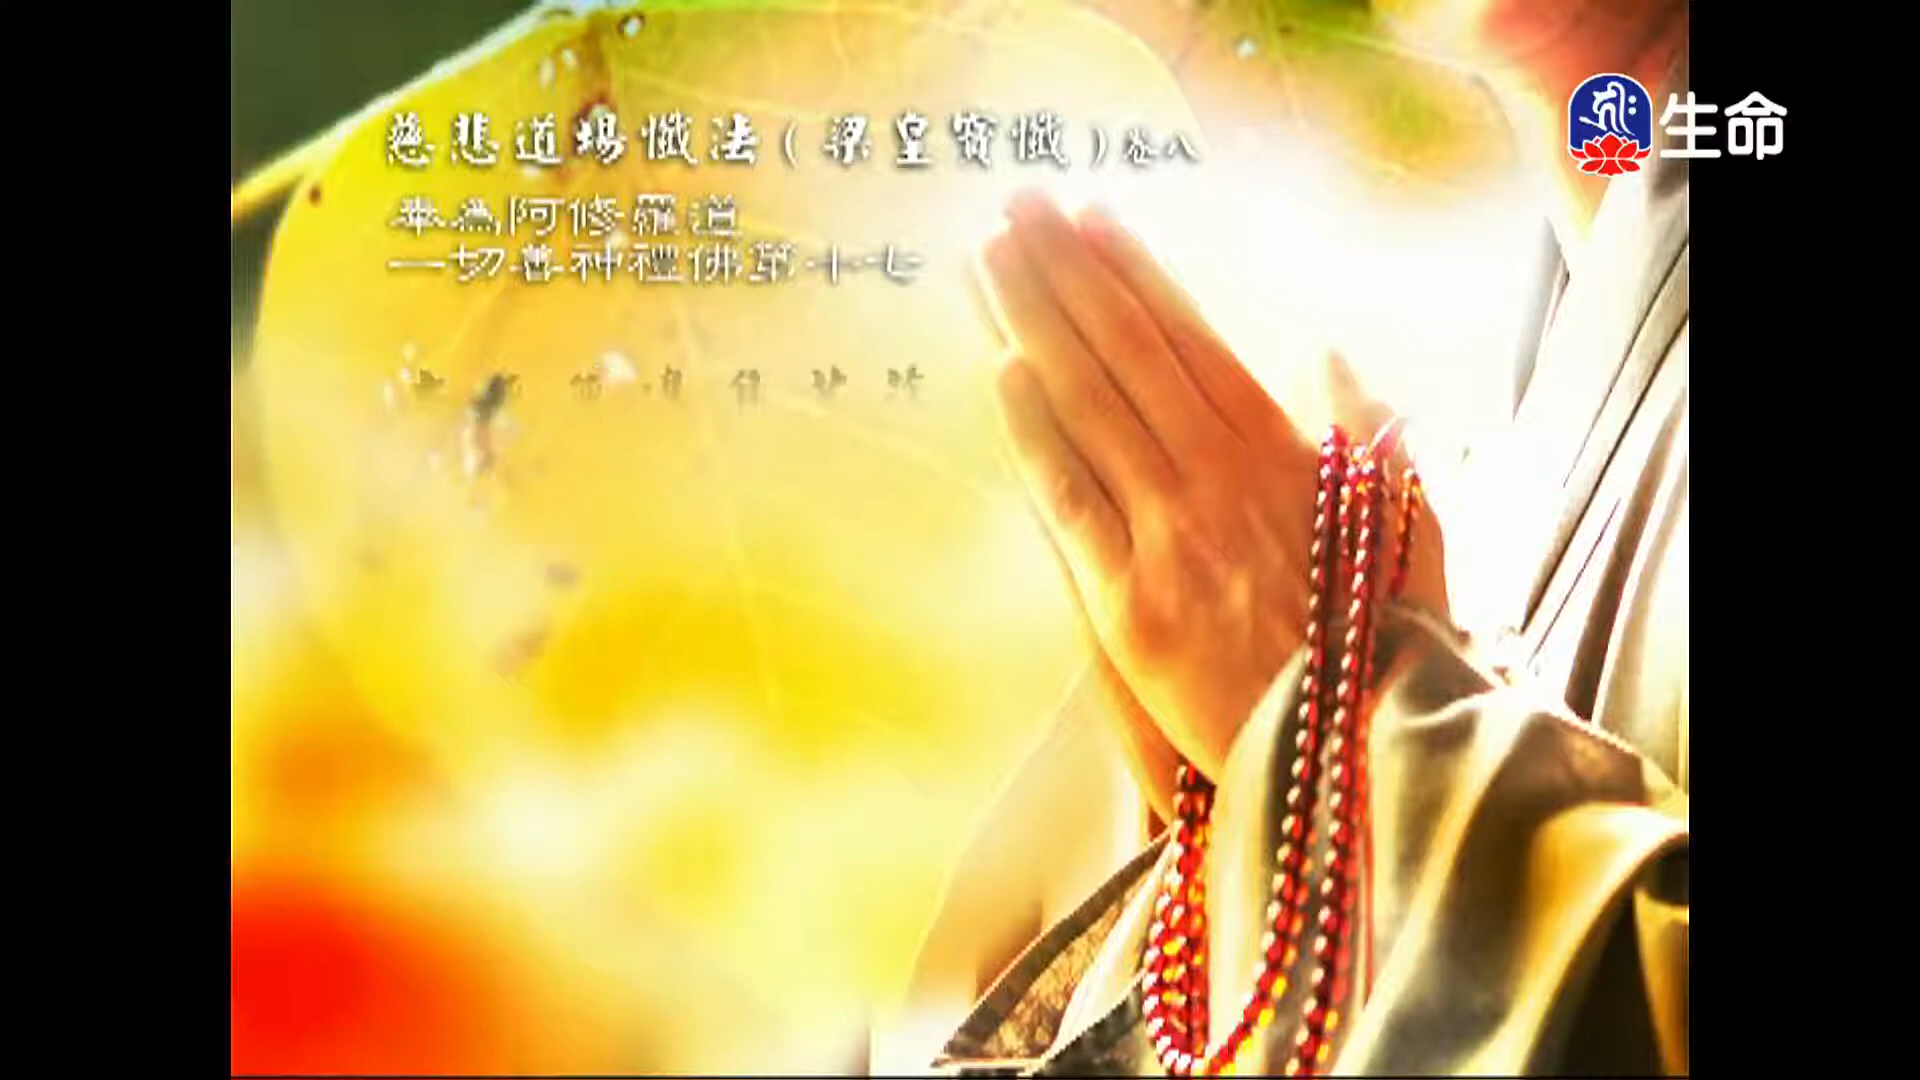 慈悲道場懺法(梁皇寶懺)卷八
生命
奉為阿修羅道
一切善神禮佛第十七